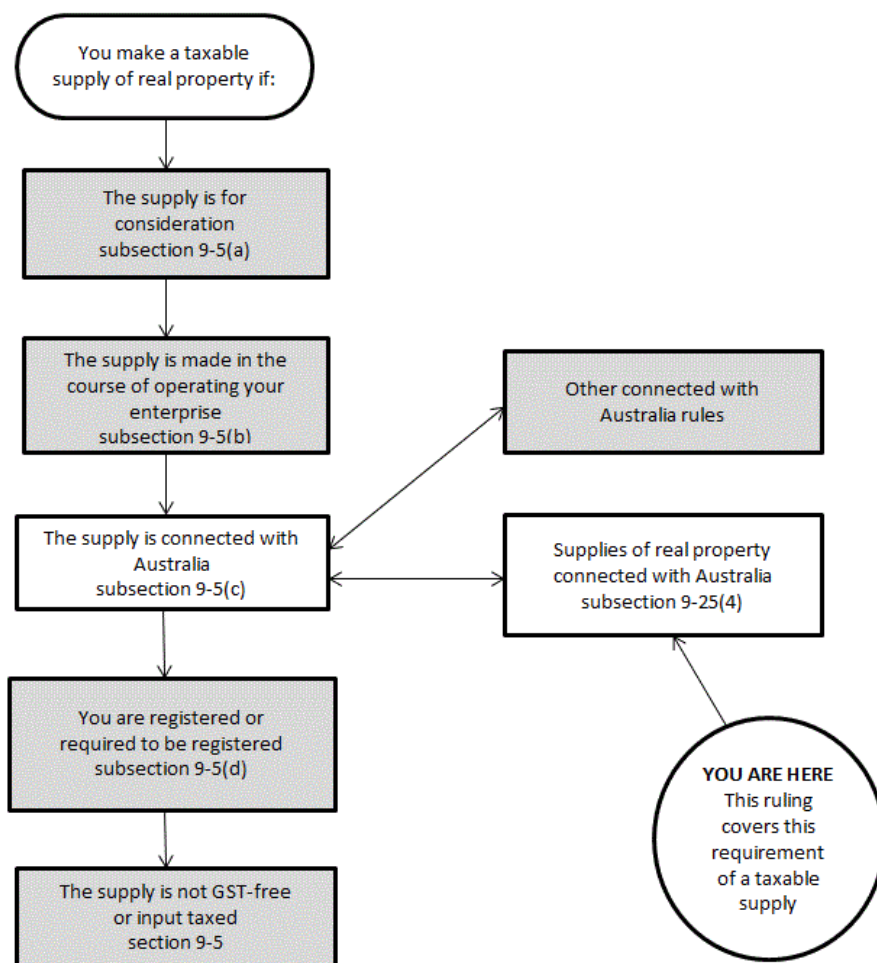 You make a taxable
supply of real property if:
The supply is for
consideration
subsection 9-5(a)
The supply is made in the
course of operating your
enterprise
subsection 9-5(b)
Other connected with
Australia rules
The supply is connected with
Australia
subsection 9-5(c)
Supplies of real property
connected with Australia
subsection 9-25(4)
You are registered or
required to be registered
subsection 9-5(d)
YOU ARE HERE
This ruling
covers this
requirement
of a taxable
supply
The supply is not GST-free
or input taxed
section 9-5